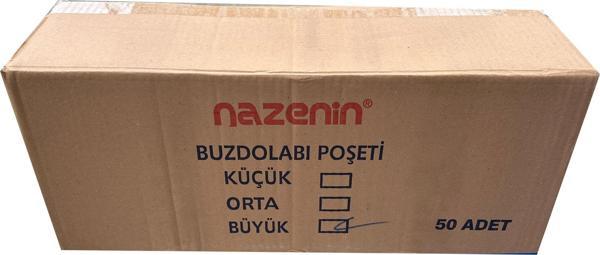 nazenin®
BUZDOLABI POŞETİ
KÜÇÜK
ORTA
BÜYÜK
50 ADET